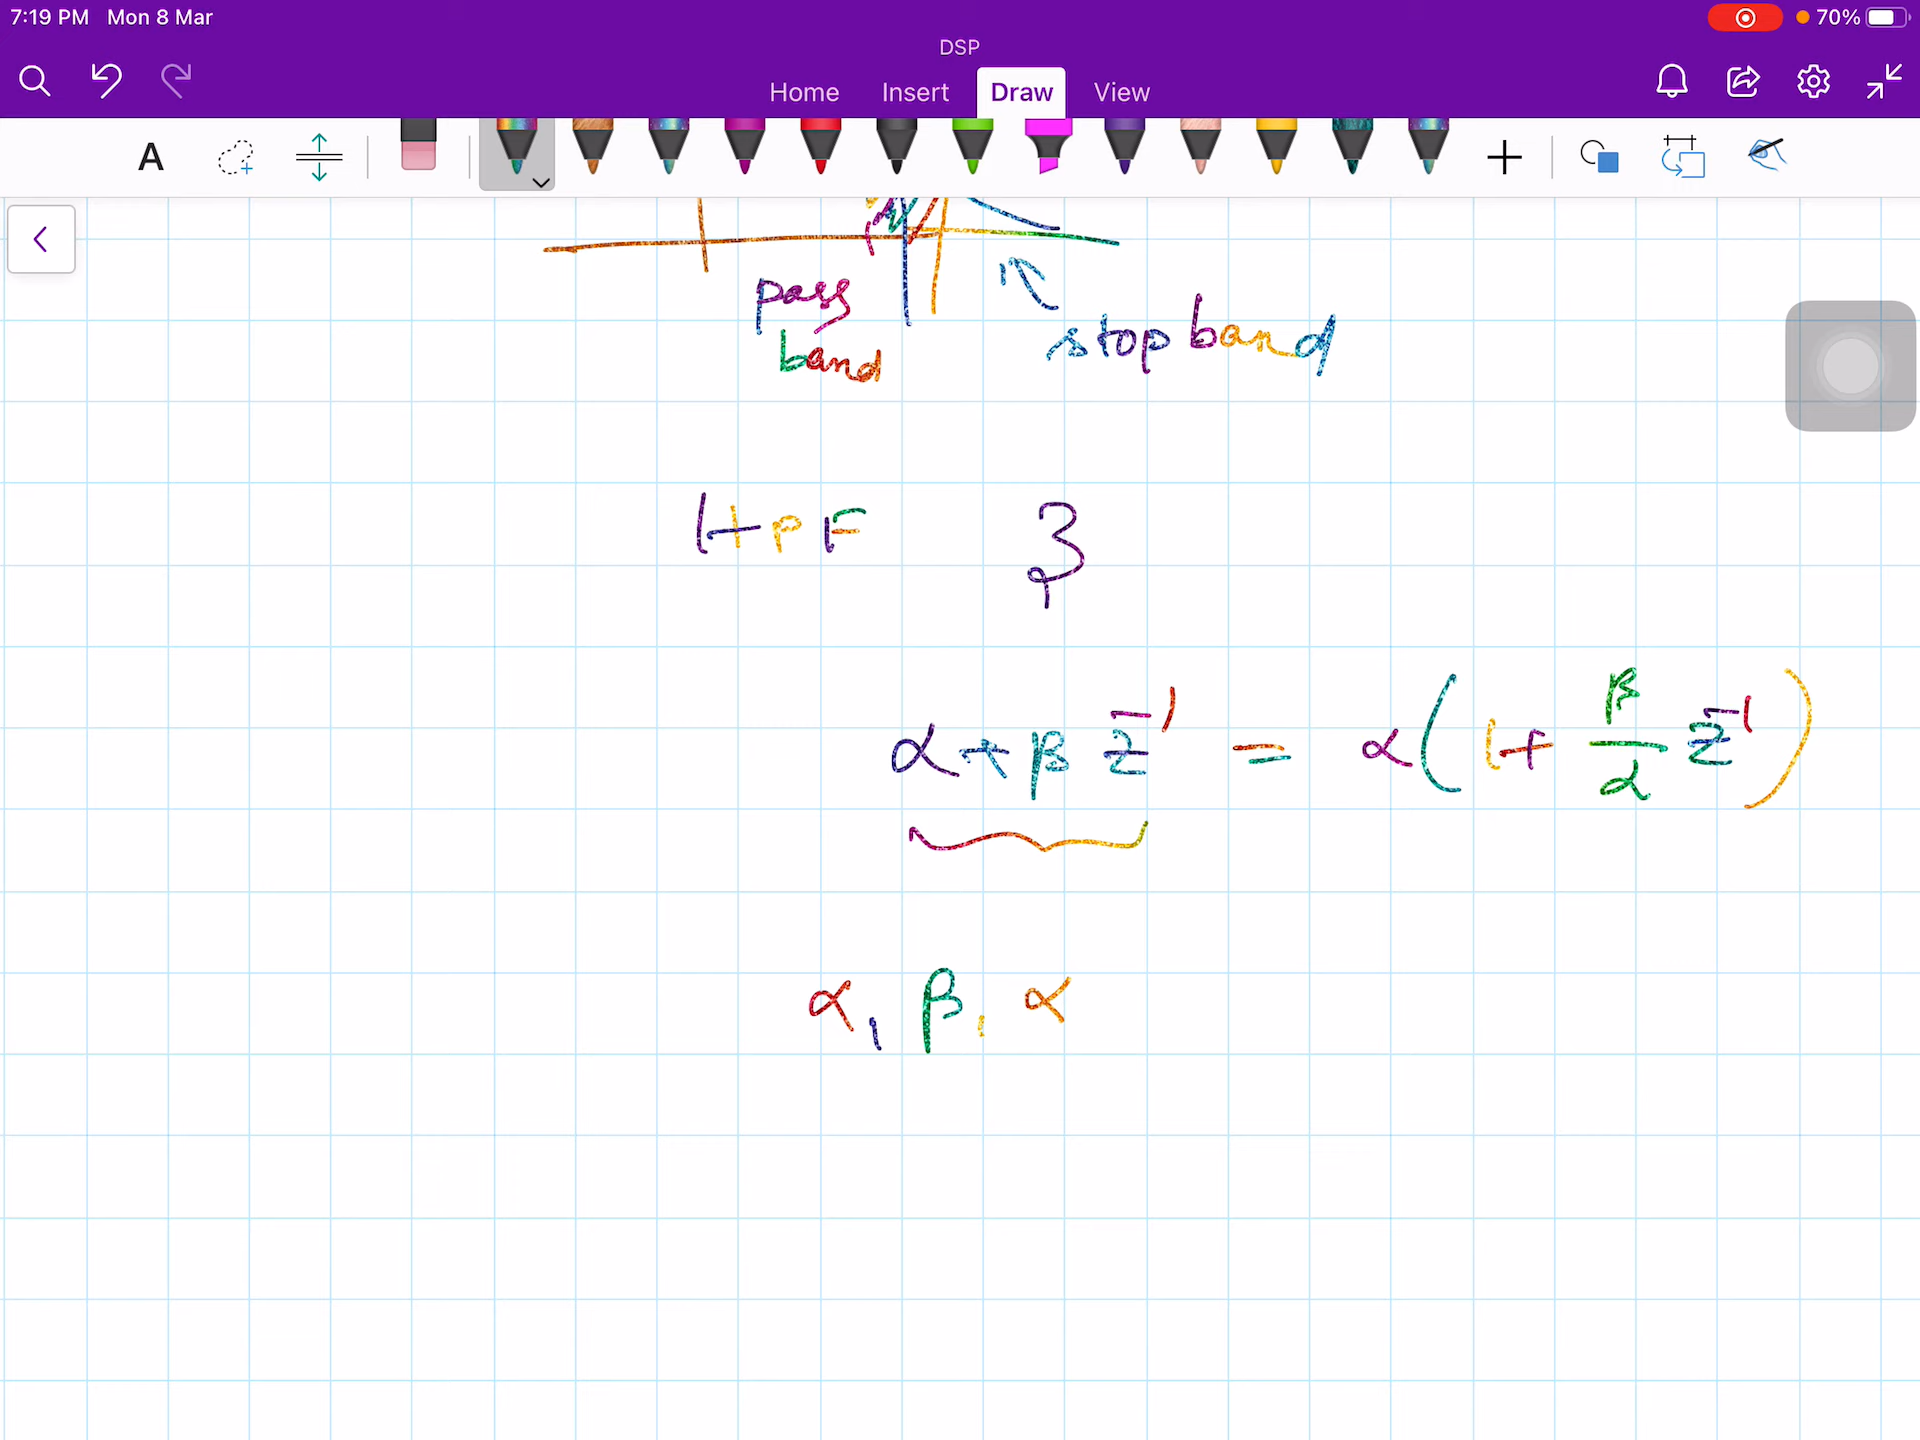 7:19 PM Mon 8 Mar 70%
DSP
Home Insert Draw View
A
pass
band
stop band
HPF ?
α + β z⁻¹ = α(1 + β/α z⁻¹)
α, β, α